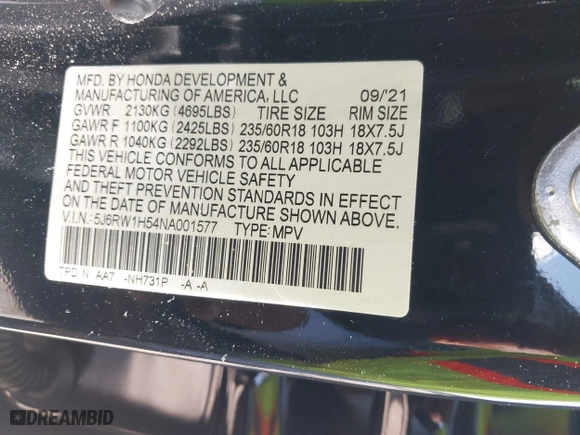 MFD. BY HONDA DEVELOPMENT &
MANUFACTURING OF AMERICA, LLC 09/'21
GVWR 2130KG (4695LBS) TIRE SIZE RIM SIZE
GAWR F 1100KG (2425LBS) 235/60R18 103H 18X7.5J
GAWR R 1040KG (2292LBS) 235/60R18 103H 18X7.5J
THIS VEHICLE CONFORMS TO ALL APPLICABLE
FEDERAL MOTOR VEHICLE SAFETY
AND THEFT PREVENTION STANDARDS IN EFFECT
ON THE DATE OF MANUFACTURE SHOWN ABOVE.
V.I.N.: 5J6RW1H54NA001577 TYPE: MPV
TPD N AA7 -NH731P -A -A
DREAMBID